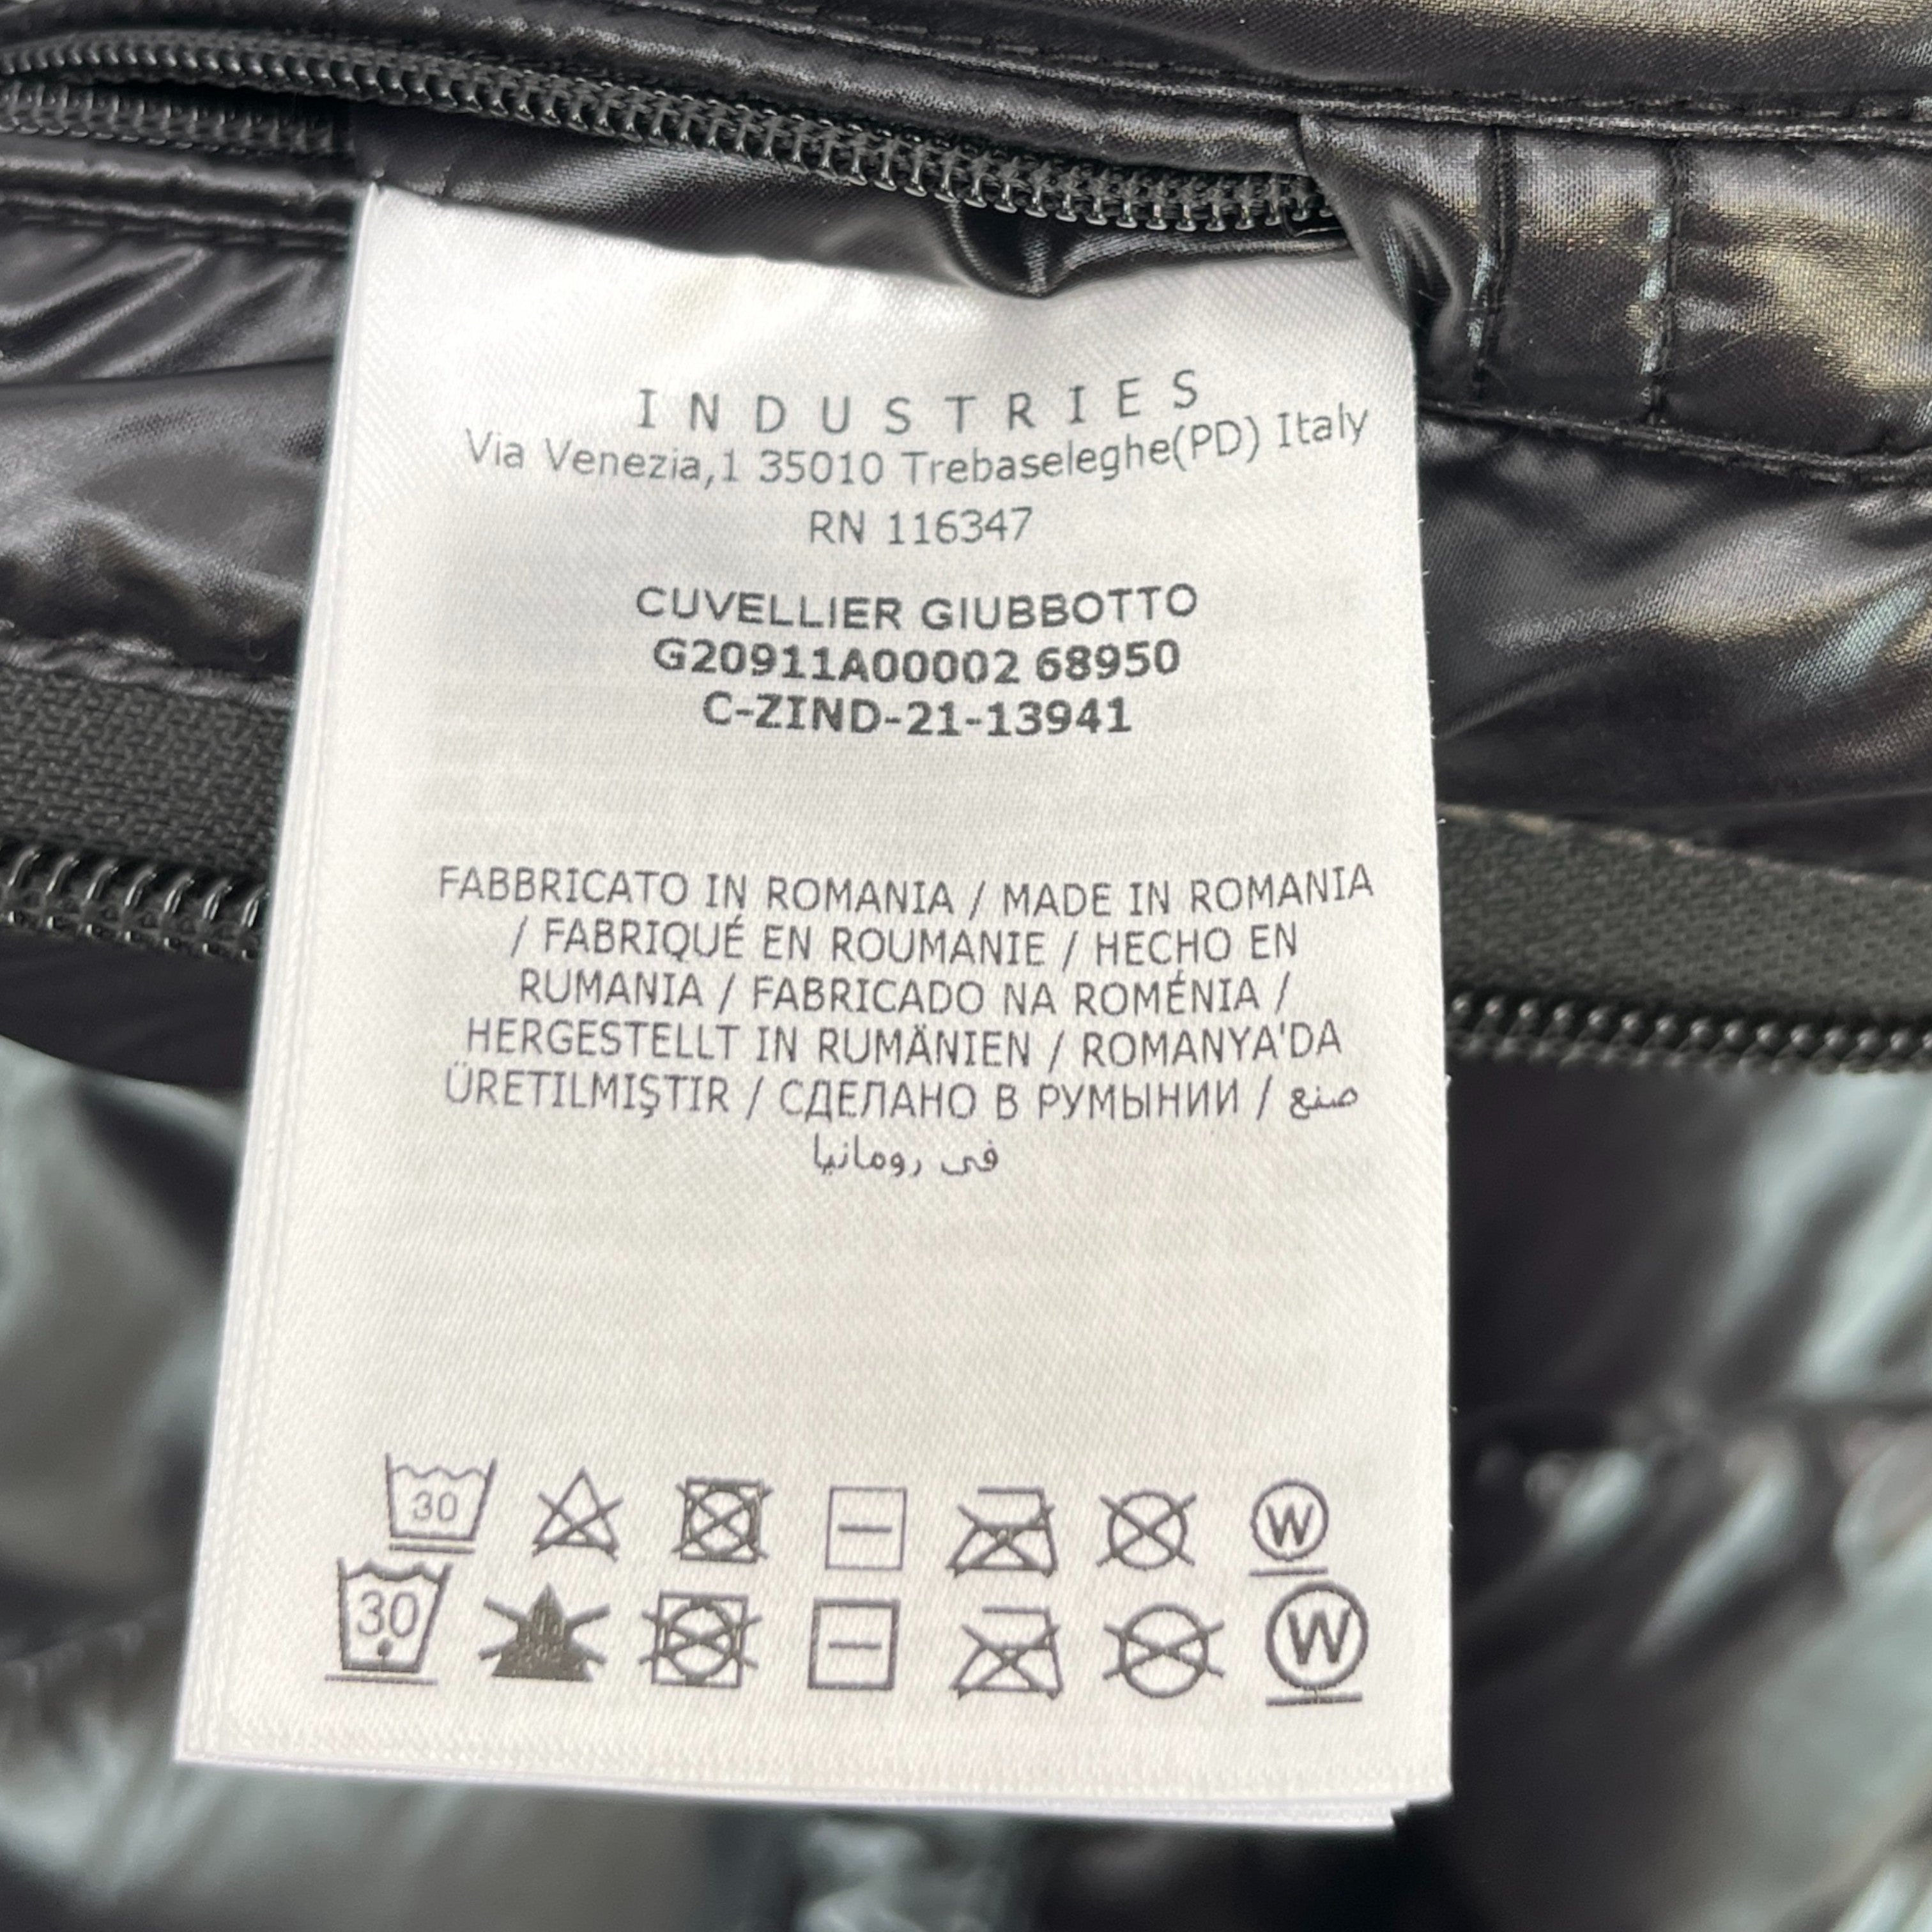 INDUSTRIES
Via Venezia,1 35010 Trebaseleghe(PD) Italy
RN 116347
CUVELLIER GIUBBOTTO
G20911A00002 68950
C-ZIND-21-13941
FABBRICATO IN ROMANIA / MADE IN ROMANIA
/ FABRIQUÉ EN ROUMANIE / HECHO EN
RUMANIA / FABRICADO NA ROMÉNIA /
HERGESTELLT IN RUMÄNIEN / ROMANYA'DA
ÜRETILMIŞTIR / СДЕЛАНО В РУМЫНИИ / صنع
فى رومانيا
30 W
30 W